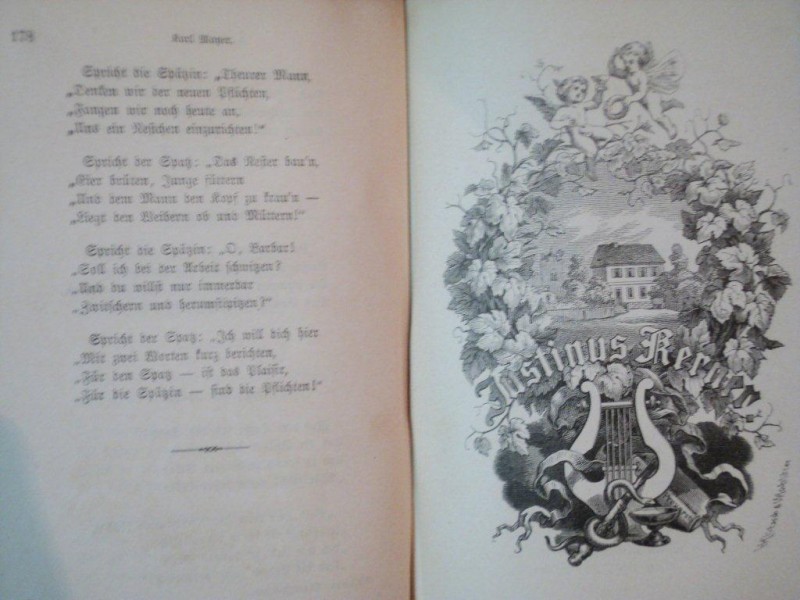 178
Karl Mayer.
Spricht die Spätzin: „Theurer Mann,
„Denken wir der neuen Pflichten,
„Fangen wir noch heute an,
„Uns ein Nestchen einzurichten!“
Spricht der Spatz: „Das Nester bau'n,
„Eier brüten, Junge füttern
„Und dem Mann den Kopf zu krau'n —
„Liegt den Weibern ob und Müttern!“
Spricht die Spätzin: „O, Barbar!
„Soll ich bei der Arbeit schwitzen?
„Und du willst nur immerdar
„Zwitschern und herumstipitzen?“
Spricht der Spatz: „Ich will dich hier
„Mit zwei Worten kurz berichten,
„Für den Spatz — ist das Plaisir,
„Für die Spätzin — sind die Pflichten!“
Justinus Kerner